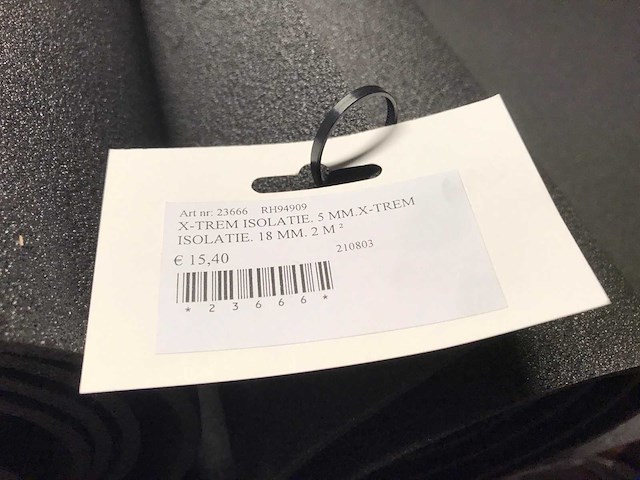 Art nr: 23666 RH94909
X-TREM ISOLATIE. 5 MM.X-TREM
ISOLATIE. 18 MM. 2 M ²
210803
€ 15,40
* 2 3 6 6 6 *